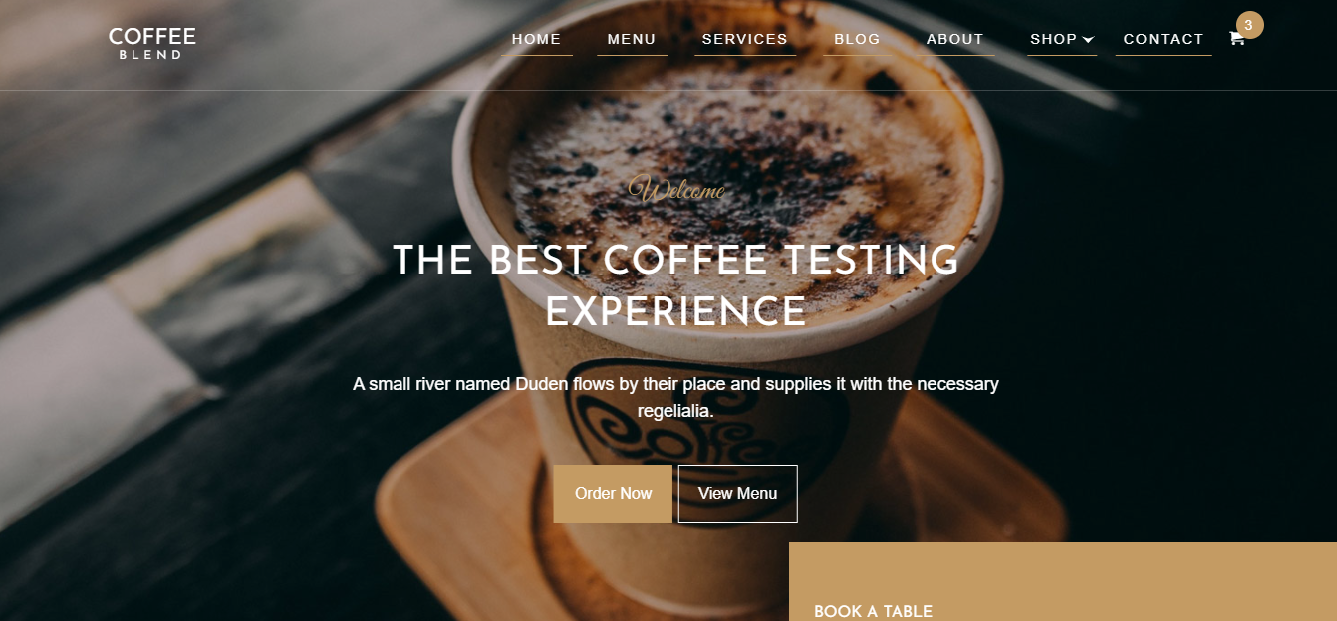 COFFEE
BLEND
HOME MENU SERVICES BLOG ABOUT SHOP CONTACT 3
Welcome
THE BEST COFFEE TESTING
EXPERIENCE
A small river named Duden flows by their place and supplies it with the necessary
regelialia.
Coffee
Order Now View Menu
BOOK A TABLE